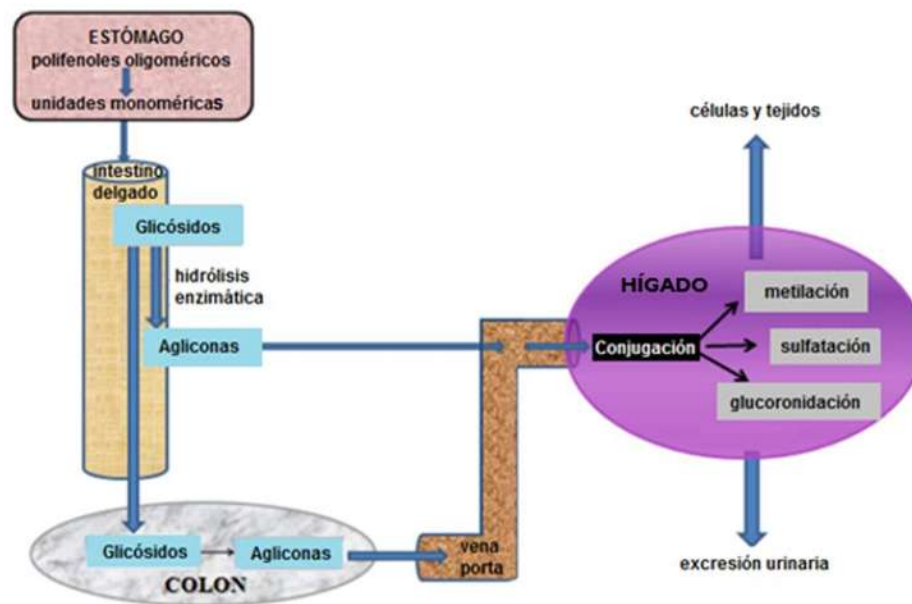 ESTÓMAGO
polifenoles oligoméricos
unidades monoméricas
intestino
delgado
Glicósidos
hidrólisis
enzimática
Agliconas
Glicósidos
Agliconas
COLON
vena
porta
células y tejidos
HÍGADO
Conjugación
metilación
sulfatación
glucoronidación
excresión urinaria